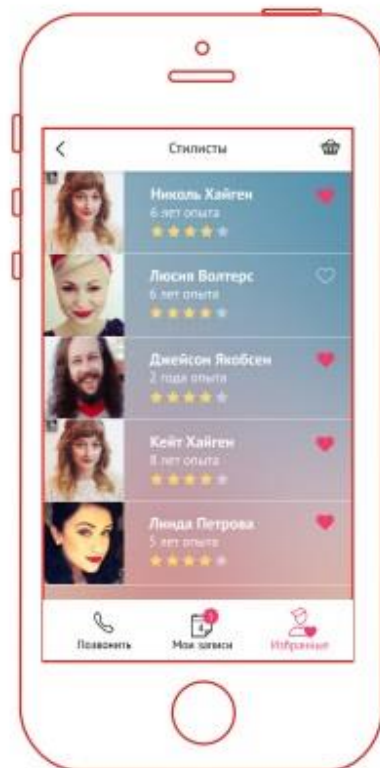 Стилисты
Николь Хайген
6 лет опыта
Люсия Волтерс
6 лет опыта
Джейсон Якобсен
2 года опыта
Кейт Хайген
8 лет опыта
Линда Петрова
5 лет опыта
Позвонить
Мои записи
Избранные